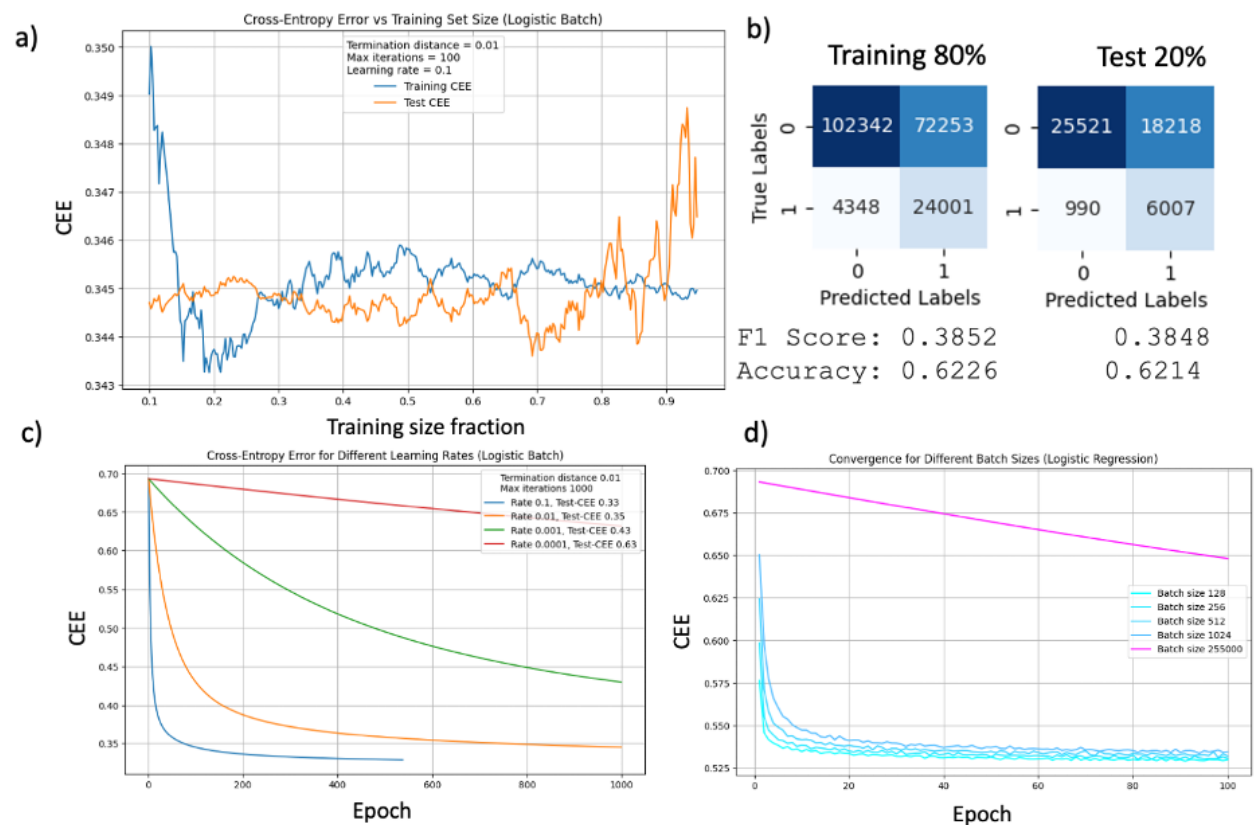 a)
Cross-Entropy Error vs Training Set Size (Logistic Batch)
Termination distance = 0.01
Max iterations = 100
Learning rate = 0.1
Training CEE
Test CEE
CEE
0.350
0.349
0.348
0.347
0.346
0.345
0.344
0.343
0.1 0.2 0.3 0.4 0.5 0.6 0.7 0.8 0.9
Training size fraction
b)
Training 80% Test 20%
True Labels
0 102342 72253 0 25521 18218
1 4348 24001 1 990 6007
0 1 0 1
Predicted Labels Predicted Labels
F1 Score: 0.3852 0.3848
Accuracy: 0.6226 0.6214
c)
Cross-Entropy Error for Different Learning Rates (Logistic Batch)
Termination distance 0.01
Max iterations 1000
Rate 0.1, Test-CEE 0.33
Rate 0.01, Test-CEE 0.35
Rate 0.001, Test-CEE 0.43
Rate 0.0001, Test-CEE 0.63
CEE
0.70
0.65
0.60
0.55
0.50
0.45
0.40
0.35
0 200 400 600 800 1000
Epoch
d)
Convergence for Different Batch Sizes (Logistic Regression)
Batch size 128
Batch size 256
Batch size 512
Batch size 1024
Batch size 255000
CEE
0.700
0.675
0.650
0.625
0.600
0.575
0.550
0.525
0 20 40 60 80 100
Epoch